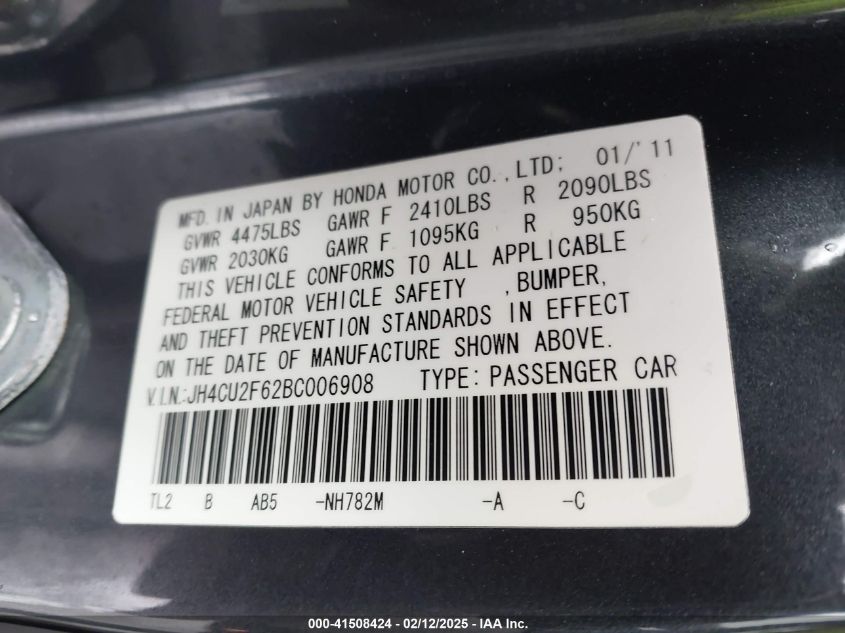 MFD. IN JAPAN BY HONDA MOTOR CO., LTD; 01/'11
GVWR 4475LBS GAWR F 2410LBS R 2090LBS
GVWR 2030KG GAWR F 1095KG R 950KG
THIS VEHICLE CONFORMS TO ALL APPLICABLE
FEDERAL MOTOR VEHICLE SAFETY , BUMPER,
AND THEFT PREVENTION STANDARDS IN EFFECT
ON THE DATE OF MANUFACTURE SHOWN ABOVE.
V.I.N.:JH4CU2F62BC006908 TYPE: PASSENGER CAR
TL2 B AB5 -NH782M -A -C
000-41508424 - 02/12/2025 - IAA Inc.